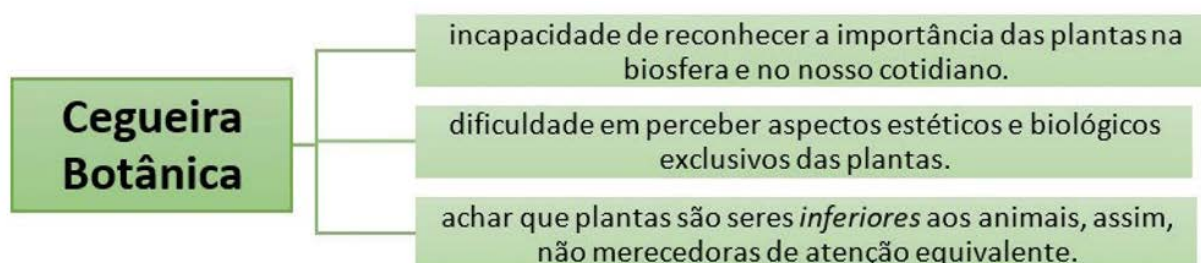 Cegueira
Botânica
incapacidade de reconhecer a importância das plantas na
biosfera e no nosso cotidiano.
dificuldade em perceber aspectos estéticos e biológicos
exclusivos das plantas.
achar que plantas são seres inferiores aos animais, assim,
não merecedoras de atenção equivalente.